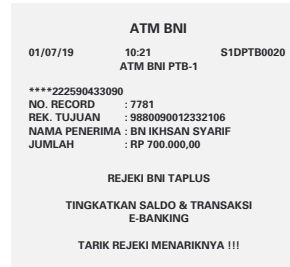 ATM BNI
01/07/19 10:21 S1DPTB0020
ATM BNI PTB-1
****222590433090
NO. RECORD : 7781
REK. TUJUAN : 9880090012332106
NAMA PENERIMA : BN IKHSAN SYARIF
JUMLAH : RP 700.000,00
REJEKI BNI TAPLUS
TINGKATKAN SALDO & TRANSAKSI
E-BANKING
TARIK REJEKI MENARIKNYA !!!